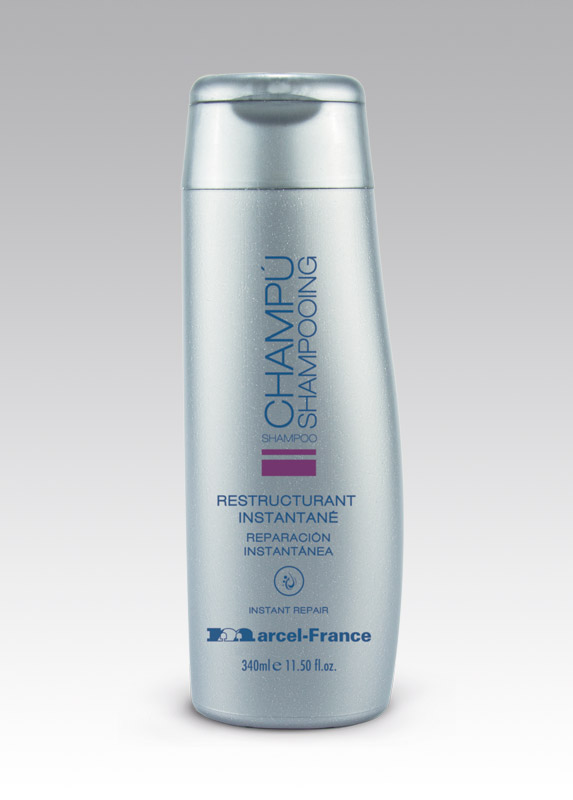 CHAMPÚ
SHAMPOOING
SHAMPOO
RESTRUCTURANT
INSTANTANÉ
REPARACIÓN
INSTANTÁNEA
INSTANT REPAIR
marcel-France
340ml e 11.50 fl.oz.